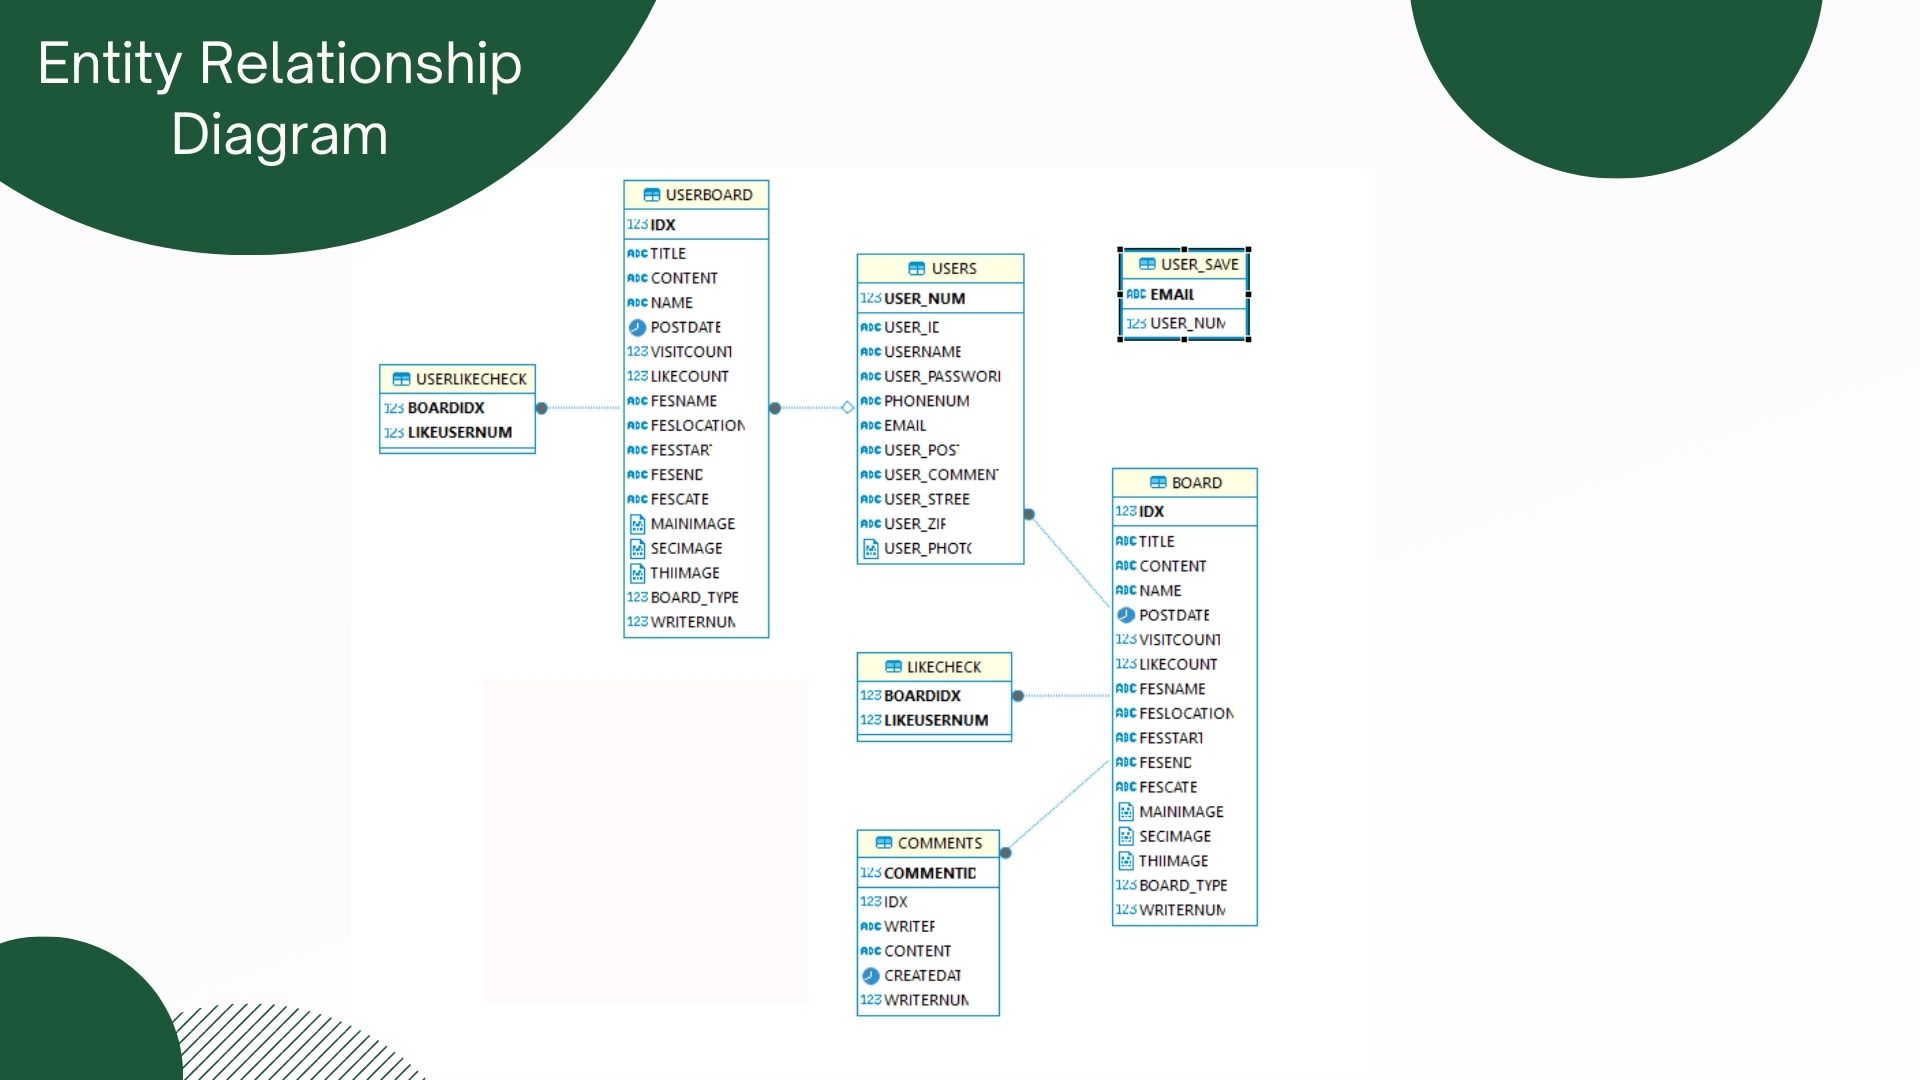 Entity Relationship
Diagram
USERBOARD
123 IDX
ABC TITLE
ABC CONTENT
ABC NAME
POSTDATE
123 VISITCOUNT
123 LIKECOUNT
ABC FESNAME
ABC FESLOCATION
ABC FESSTART
ABC FESEND
ABC FESCATE
MAINIMAGE
SECIMAGE
THIIMAGE
123 BOARD_TYPE
123 WRITERNUM
USERLIKECHECK
123 BOARDIDX
123 LIKEUSERNUM
USERS
123 USER_NUM
ABC USER_ID
ABC USERNAME
ABC USER_PASSWORI
ABC PHONENUM
ABC EMAIL
ABC USER_POS
ABC USER_COMMEN
ABC USER_STREE
ABC USER_ZIP
USER_PHOTO
USER_SAVE
ABC EMAIL
123 USER_NUM
LIKECHECK
123 BOARDIDX
123 LIKEUSERNUM
COMMENTS
123 COMMENTID
123 IDX
ABC WRITER
ABC CONTENT
CREATEDAT
123 WRITERNUM
BOARD
123 IDX
ABC TITLE
ABC CONTENT
ABC NAME
POSTDATE
123 VISITCOUNT
123 LIKECOUNT
ABC FESNAME
ABC FESLOCATION
ABC FESSTART
ABC FESEND
ABC FESCATE
MAINIMAGE
SECIMAGE
THIIMAGE
123 BOARD_TYPE
123 WRITERNUM